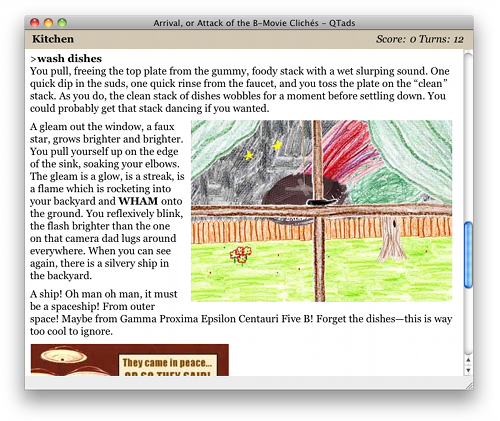 Arrival, or Attack of the B-Movie Clichés – QTads
Kitchen Score: 0 Turns: 12
>wash dishes
You pull, freeing the top plate from the gummy, foody stack with a wet slurping sound. One
quick dip in the suds, one quick rinse from the faucet, and you toss the plate on the “clean”
stack. As you do, the clean stack of dishes wobbles for a moment before settling down. You
could probably get that stack dancing if you wanted.
A gleam out the window, a faux
star, grows brighter and brighter.
You pull yourself up on the edge
of the sink, soaking your elbows.
The gleam is a glow, is a streak, is
a flame which is rocketing into
your backyard and WHAM onto
the ground. You reflexively blink,
the flash brighter than the one
on that camera dad lugs around
everywhere. When you can see
again, there is a silvery ship in
the backyard.
A ship! Oh man oh man, it must
be a spaceship! From outer
space! Maybe from Gamma Proxima Epsilon Centauri Five B! Forget the dishes—this is way
too cool to ignore.
They came in peace...
OR SO THEY SAID!